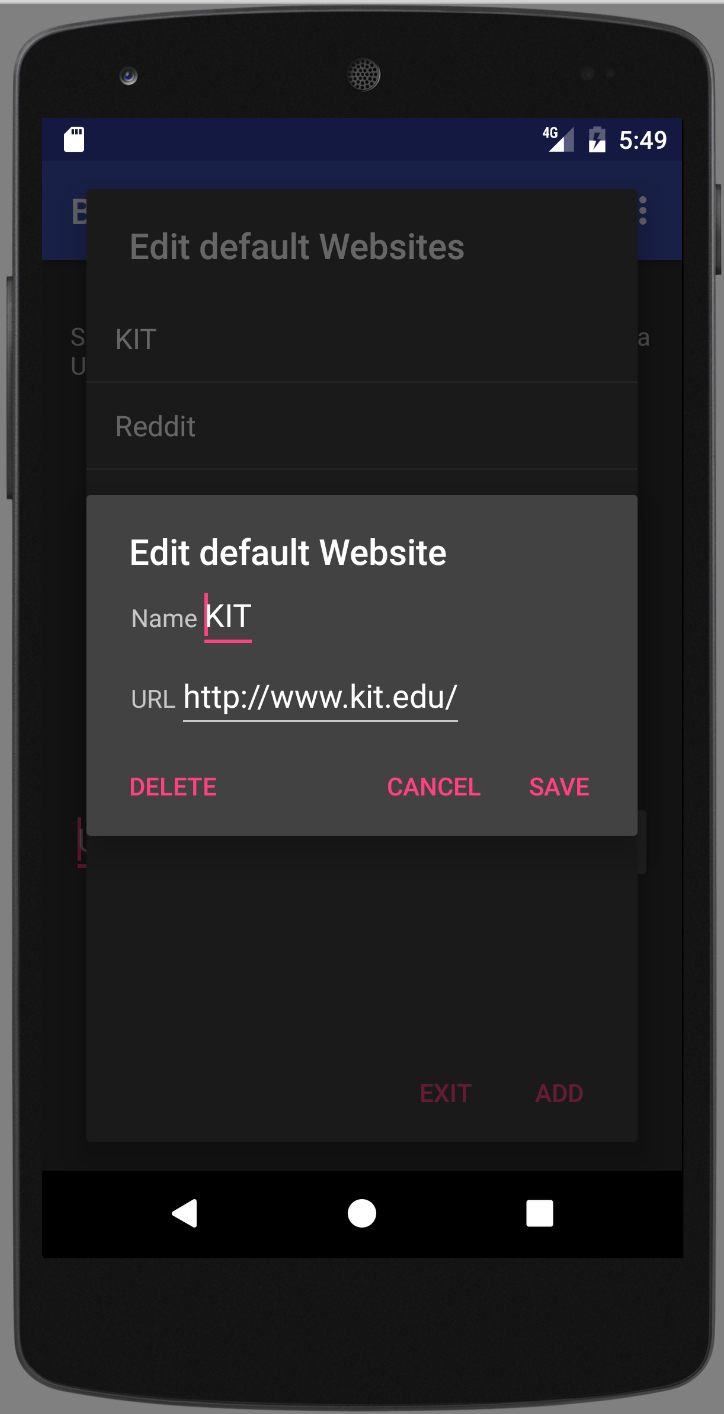 4G 5:49
Edit default Websites
KIT
Reddit
Edit default Website
Name KIT
URL http://www.kit.edu/
DELETE CANCEL SAVE
EXIT ADD